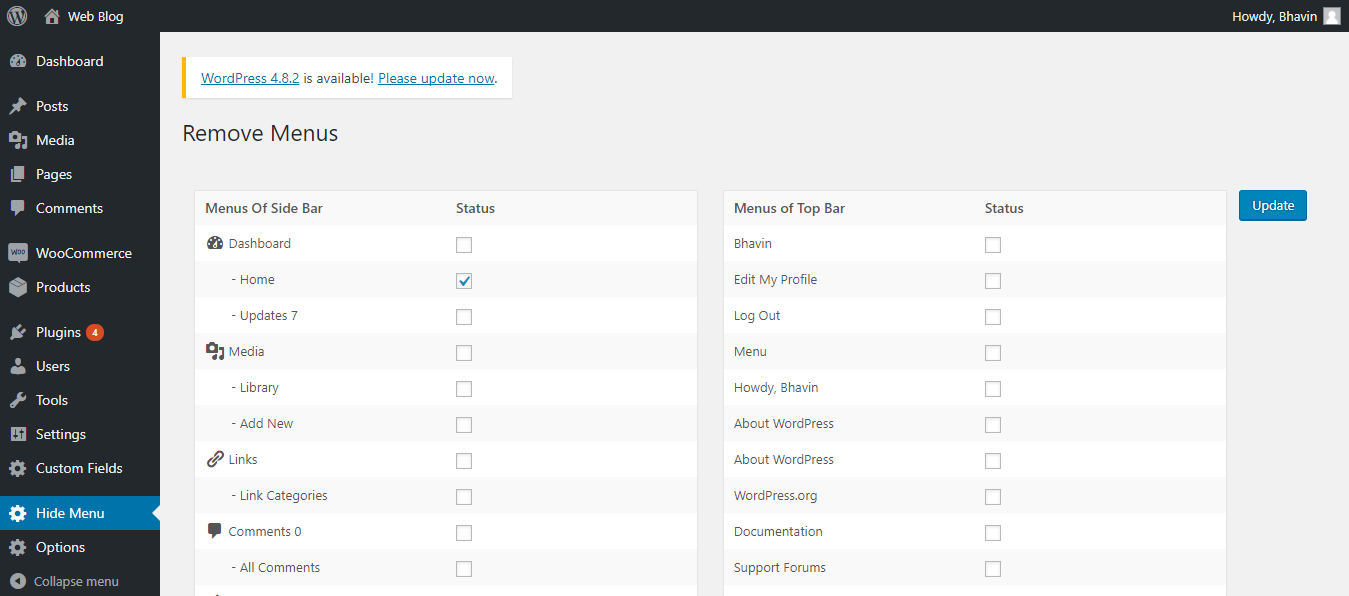 Web Blog
Howdy, Bhavin
Dashboard
Posts
Media
Pages
Comments
WOO WooCommerce
Products
Plugins 4
Users
Tools
Settings
Custom Fields
Hide Menu
Options
Collapse menu
WordPress 4.8.2 is available! Please update now.
Remove Menus
Menus Of Side Bar Status
Dashboard
- Home
- Updates 7
Media
- Library
- Add New
Links
- Link Categories
Comments 0
- All Comments
Menus of Top Bar Status
Bhavin
Edit My Profile
Log Out
Menu
Howdy, Bhavin
About WordPress
About WordPress
WordPress.org
Documentation
Support Forums
Update